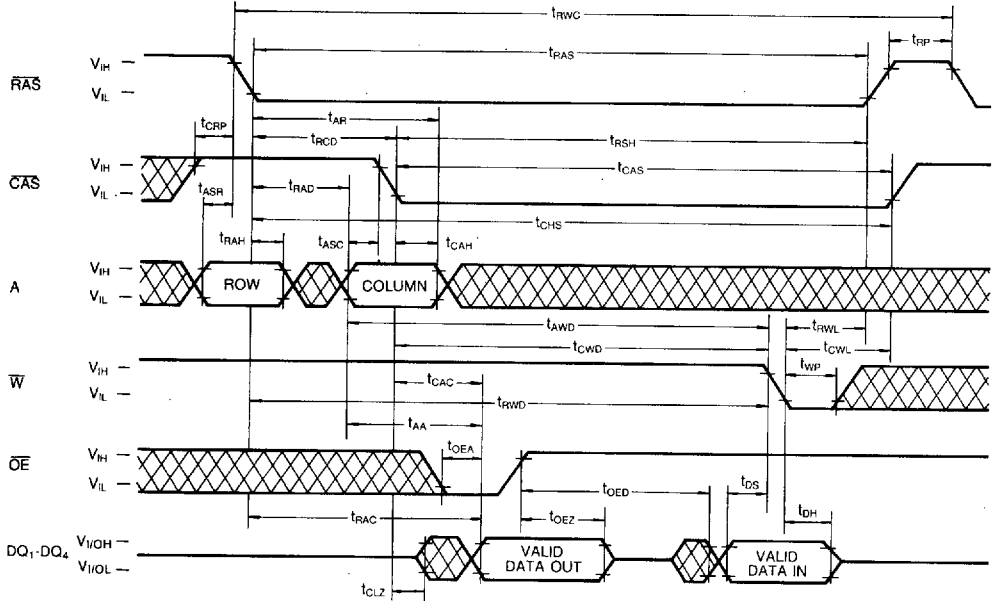 tRWC
tRAS
tRP
RAS
VIH
VIL
tAR
tCRP
tRCD
tRSH
CAS
VIH
VIL
tCAS
tRAD
tASR
tCHS
tRAH
tASC
tCAH
A
VIH
VIL
ROW
COLUMN
tAWD
tRWL
tCWD
tCWL
W
VIH
VIL
tCAC
tWP
tRWD
tAA
OE
VIH
VIL
tOEA
tOED
tDS
tOEZ
tDH
tRAC
DQ1-DQ4
VI/OH
VI/OL
VALID
DATA OUT
VALID
DATA IN
tCLZ